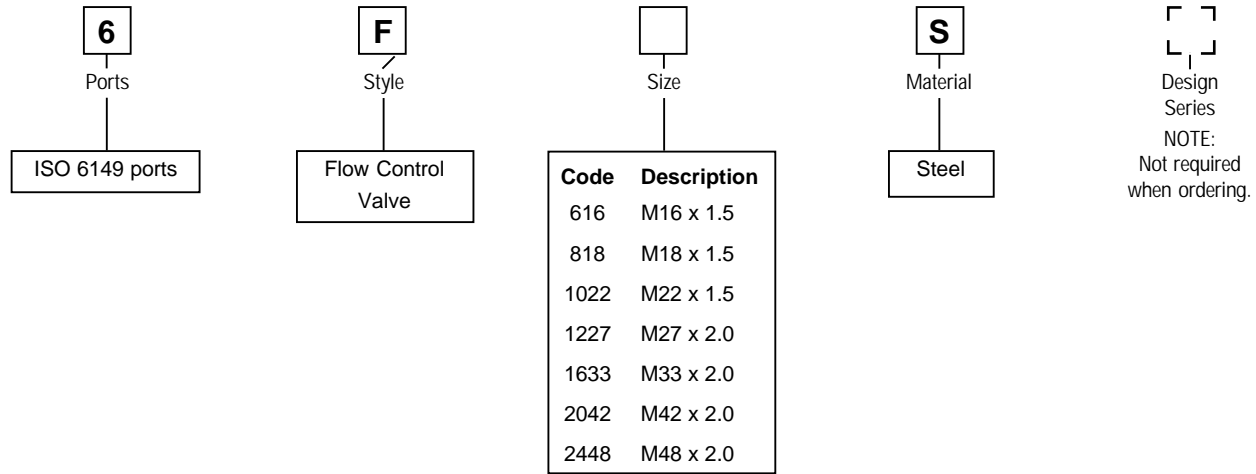 6
Ports
ISO 6149 ports
F
Style
Flow Control
Valve
Size
Code Description
616 M16 x 1.5
818 M18 x 1.5
1022 M22 x 1.5
1227 M27 x 2.0
1633 M33 x 2.0
2042 M42 x 2.0
2448 M48 x 2.0
S
Material
Steel
Design
Series
NOTE:
Not required
when ordering.